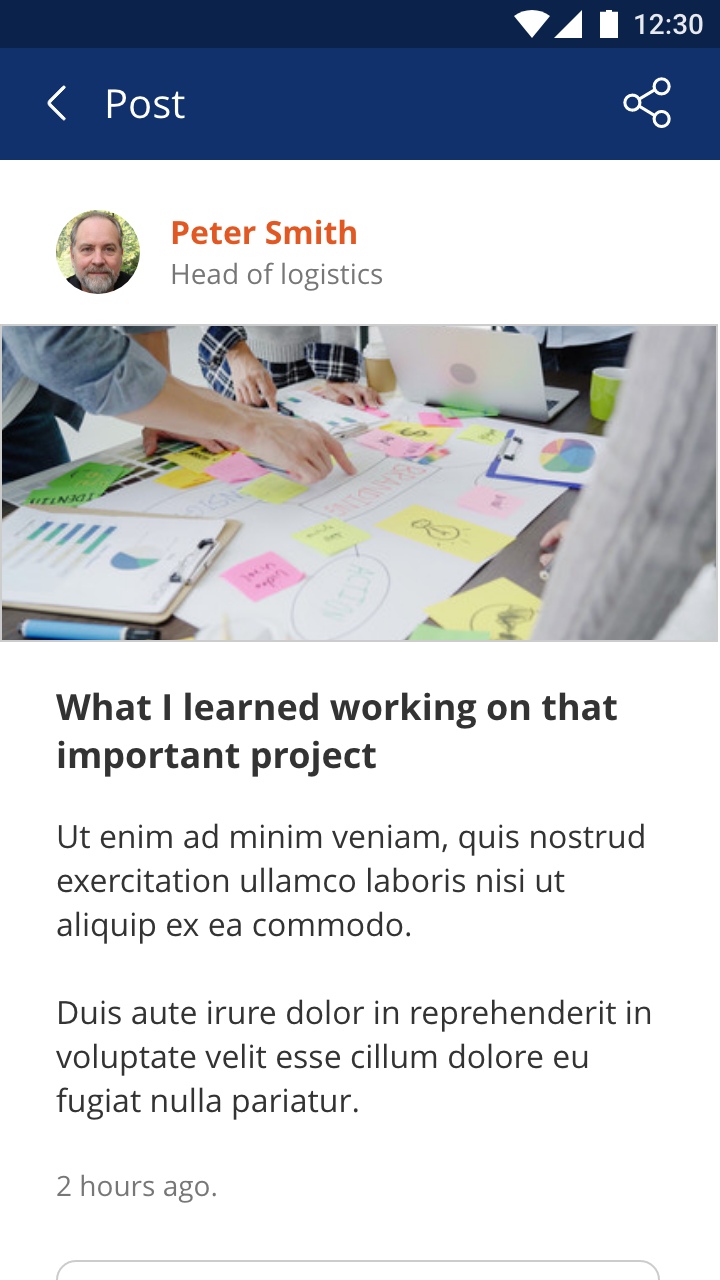 12:30
Post
Peter Smith
Head of logistics
BRANDING
ACTION
What I learned working on that
important project
Ut enim ad minim veniam, quis nostrud
exercitation ullamco laboris nisi ut
aliquip ex ea commodo.
Duis aute irure dolor in reprehenderit in
voluptate velit esse cillum dolore eu
fugiat nulla pariatur.
2 hours ago.